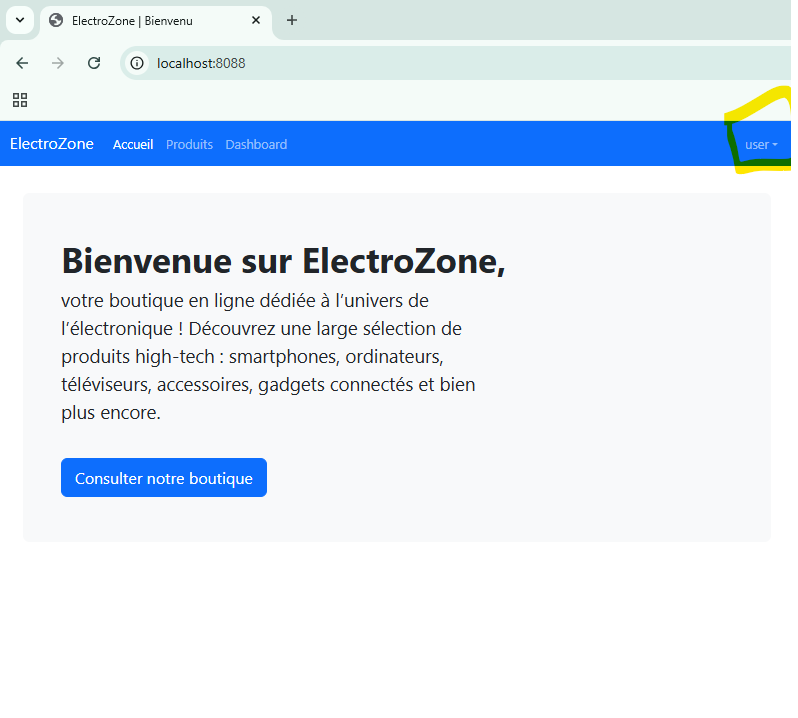 ElectroZone | Bienvenu
localhost:8088
ElectroZone Accueil Produits Dashboard user
Bienvenue sur ElectroZone,
votre boutique en ligne dédiée à l’univers de
l’électronique ! Découvrez une large sélection de
produits high-tech : smartphones, ordinateurs,
téléviseurs, accessoires, gadgets connectés et bien
plus encore.
Consulter notre boutique